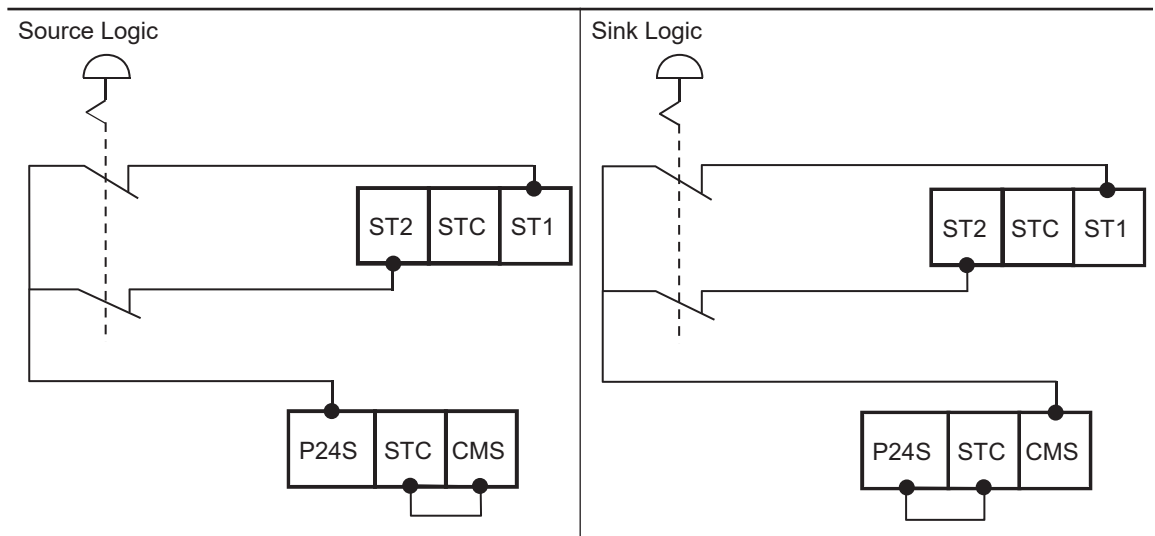 Source Logic
ST2 STC ST1
P24S STC CMS
Sink Logic
ST2 STC ST1
P24S STC CMS